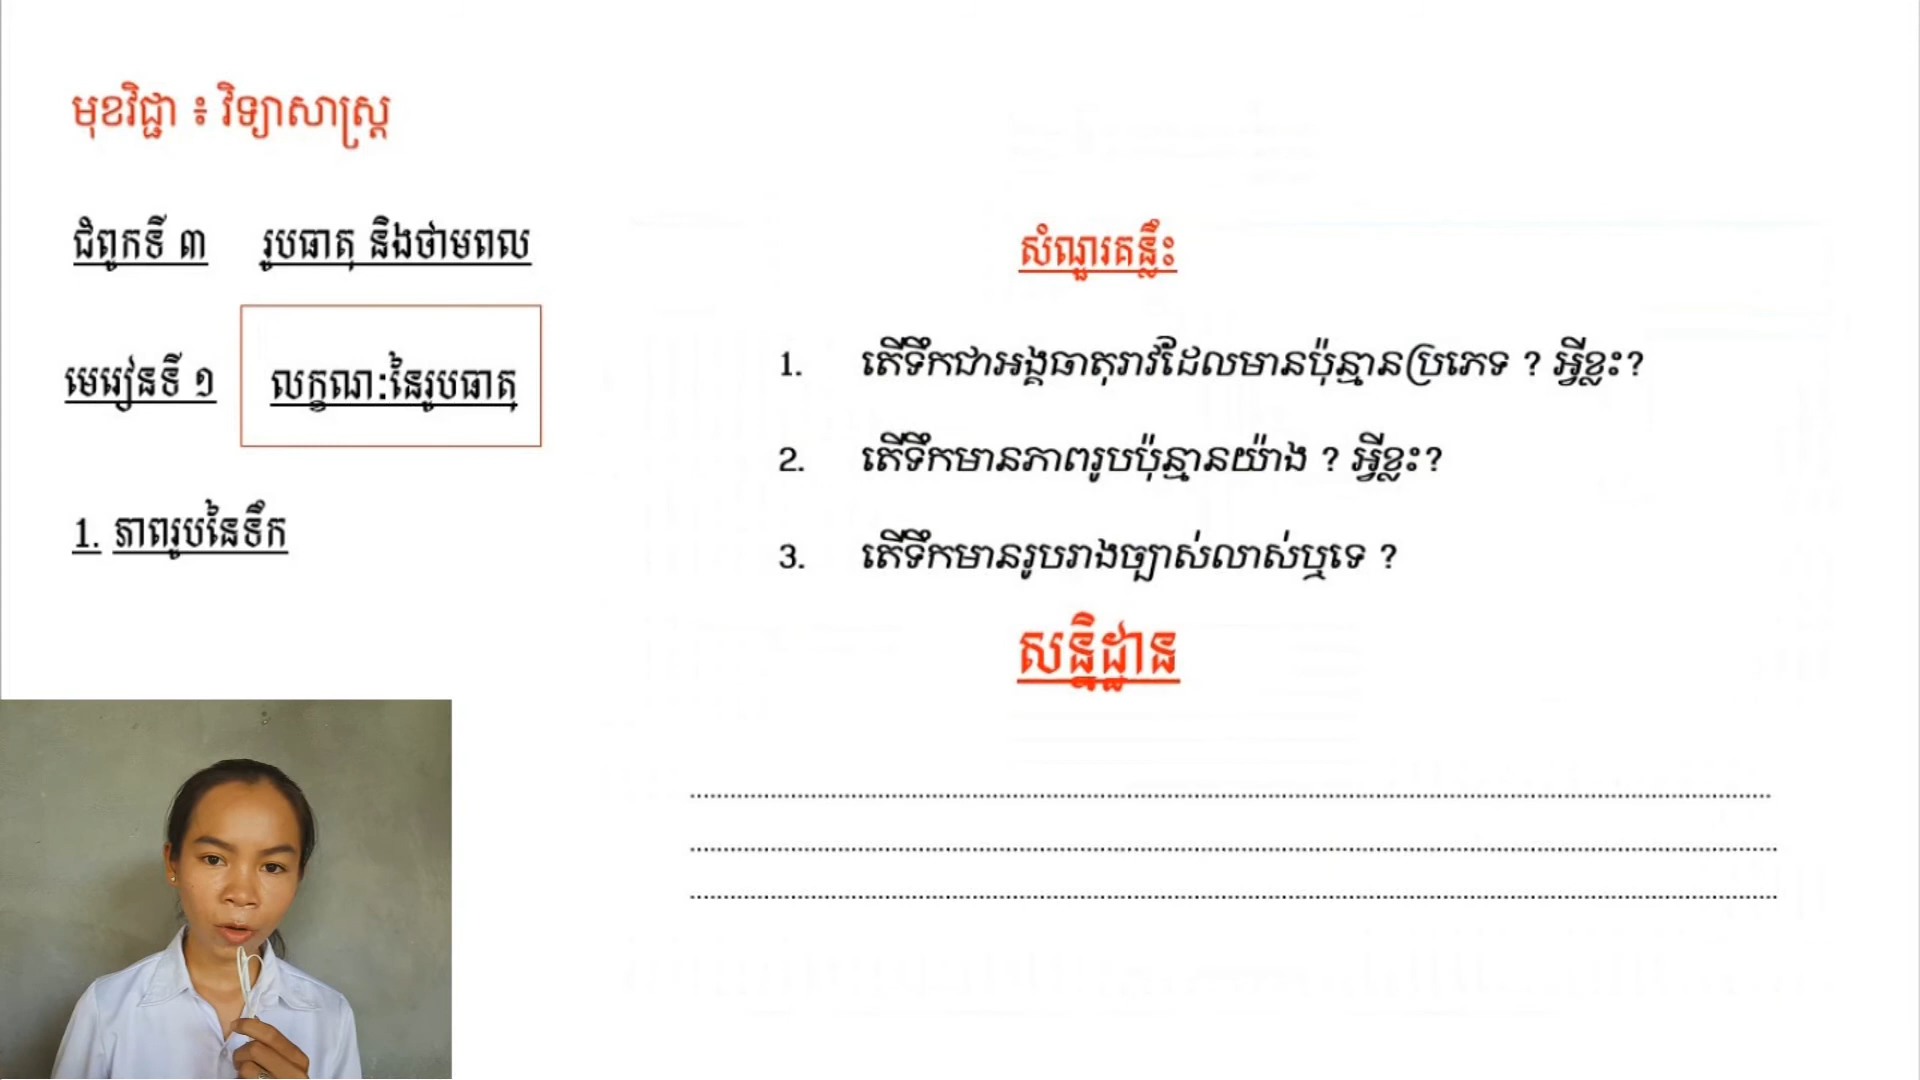 មុខវិជ្ជា ៖ វិទ្យាសាស្ត្រ
ជំពូកទី ៣ រូបធាតុ និងថាមពល
មេរៀនទី ១ លក្ខណៈនៃរូបធាតុ
1. ភាពរូបនៃទឹក
សំណួរគន្លឹះ
1. តើទឹកជាអង្គធាតុរាវដែលមានប៉ុន្មានប្រភេទ ? អ្វីខ្លះ?
2. តើទឹកមានភាពរូបប៉ុន្មានយ៉ាង ? អ្វីខ្លះ?
3. តើទឹកមានរូបរាងច្បាស់លាស់ឬទេ ?
សន្និដ្ឋាន